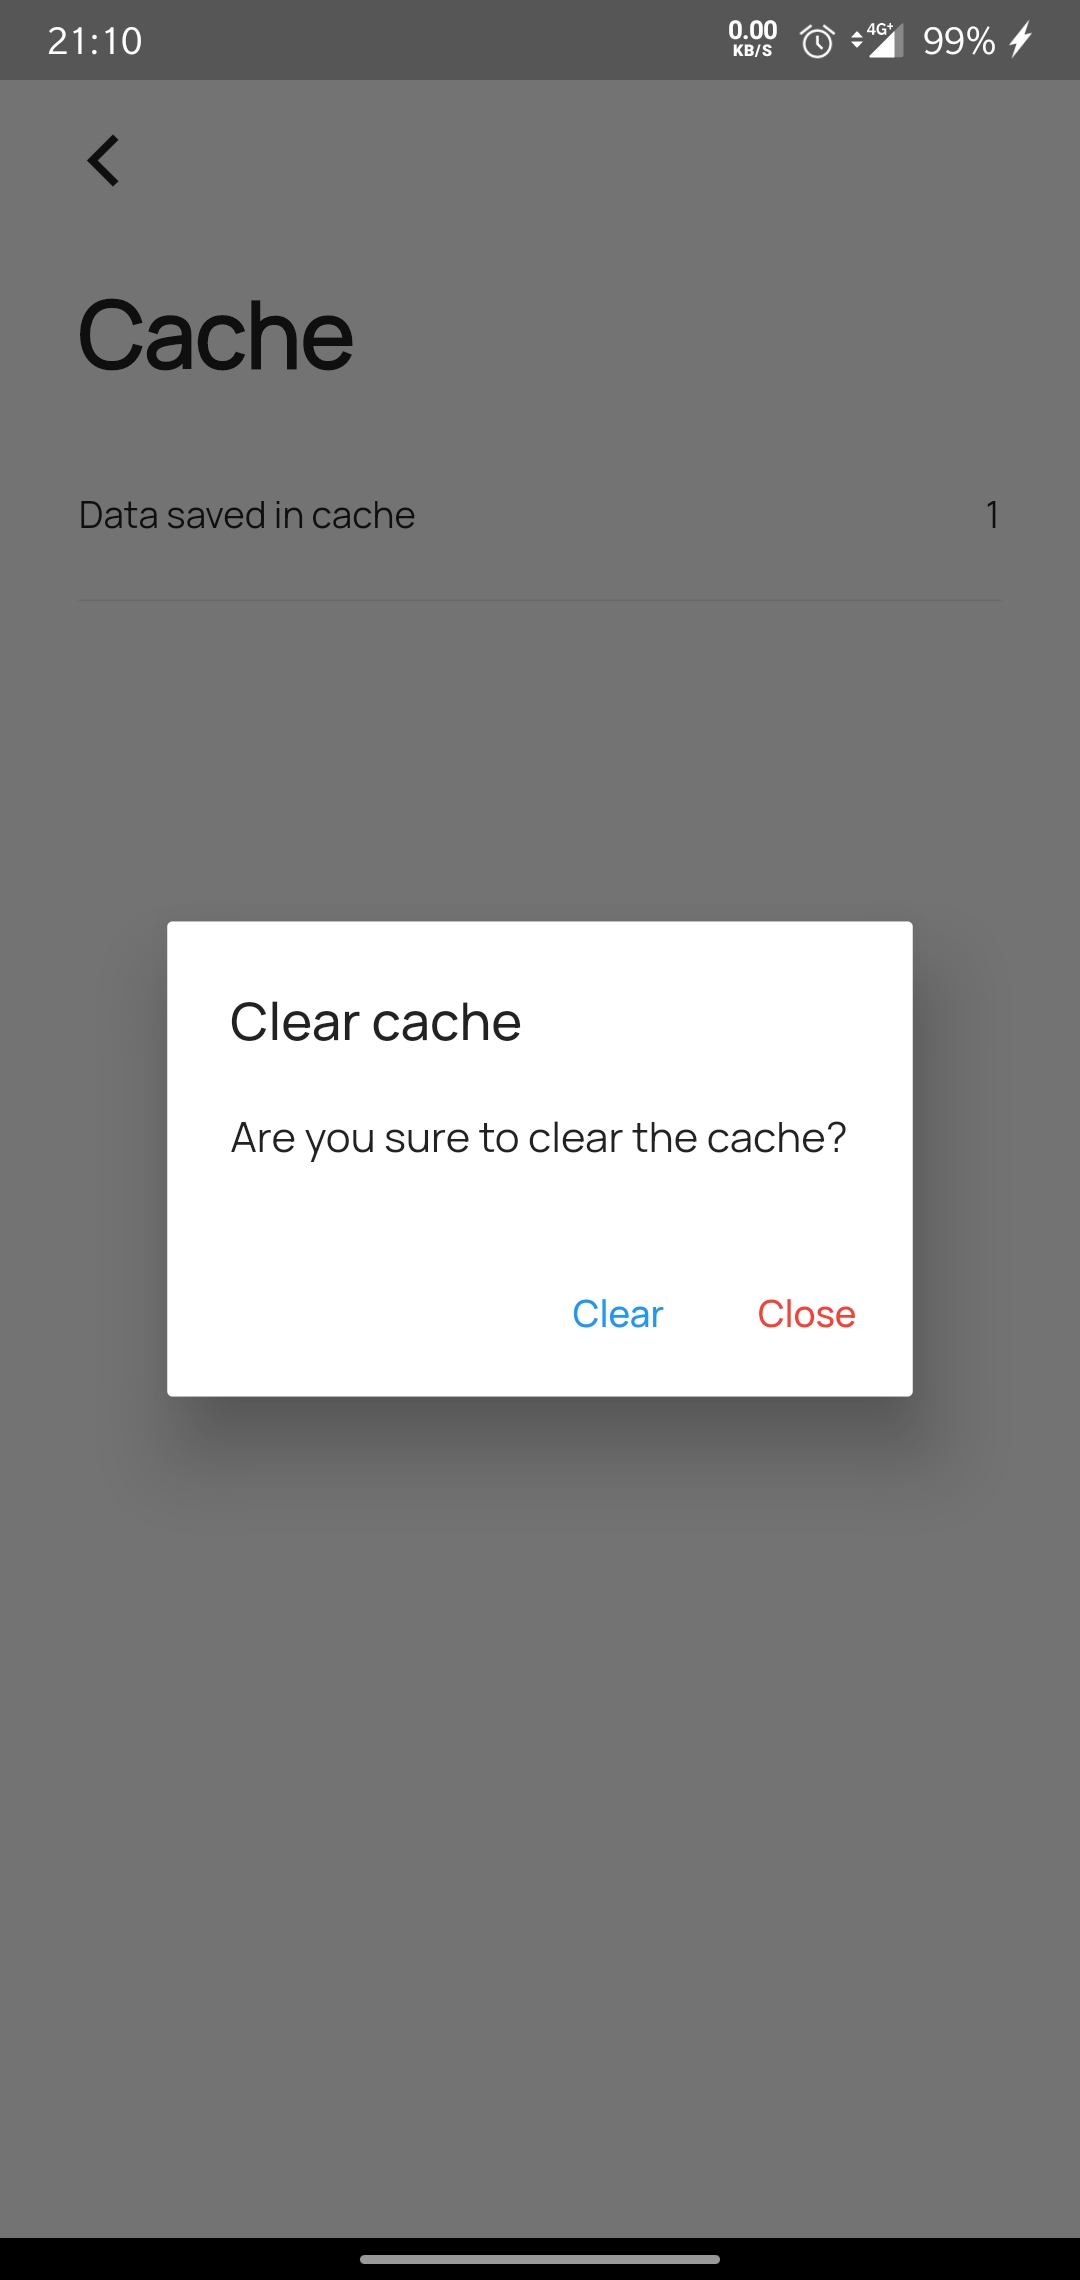 21:10
0.00
KB/S
4G+
99%
Cache
Data saved in cache 1
Clear cache
Are you sure to clear the cache?
Clear Close